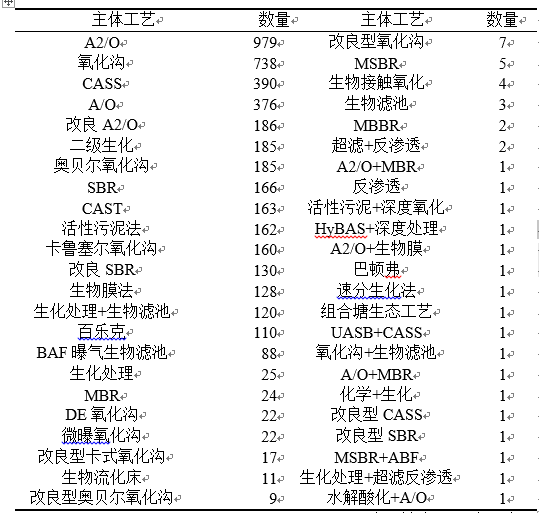 主体工艺 数量 主体工艺 数量
A2/O 979 改良型氧化沟 7
氧化沟 738 MSBR 5
CASS 390 生物接触氧化 4
A/O 376 生物滤池 3
改良 A2/O 186 MBBR 2
二级生化 185 超滤+反渗透 2
奥贝尔氧化沟 185 A2/O+MBR 1
SBR 166 反渗透 1
CAST 163 活性污泥+深度氧化 1
活性污泥法 162 HyBAS+深度处理 1
卡鲁塞尔氧化沟 160 A2/O+生物膜 1
改良 SBR 130 巴顿弗 1
生物膜法 128 速分生化法 1
生化处理+生物滤池 120 组合塘生态工艺 1
百乐克 110 UASB+CASS 1
BAF 曝气生物滤池 88 氧化沟+生物滤池 1
生化处理 25 A/O+MBR 1
MBR 24 化学+生化 1
DE 氧化沟 22 改良型 CASS 1
微曝氧化沟 22 改良型 SBR 1
改良型卡式氧化沟 17 MSBR+ABF 1
生物流化床 11 生化处理+超滤反渗透 1
改良型奥贝尔氧化沟 9 水解酸化+A/O 1